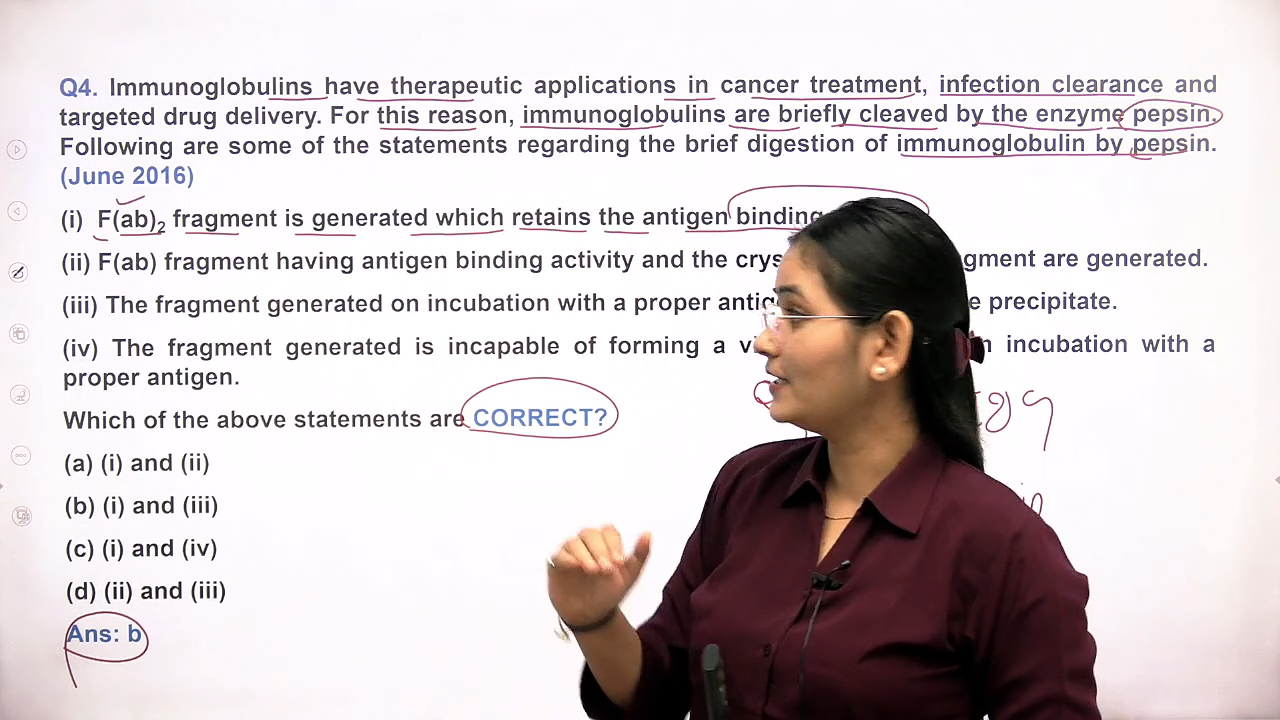 Q4. Immunoglobulins have therapeutic applications in cancer treatment, infection clearance and
targeted drug delivery. For this reason, immunoglobulins are briefly cleaved by the enzyme pepsin.
Following are some of the statements regarding the brief digestion of immunoglobulin by pepsin.
(June 2016)
(i) F(ab)₂ fragment is generated which retains the antigen binding
(ii) F(ab) fragment having antigen binding activity and the are generated.
(iii) The fragment generated on incubation with a proper precipitate.
(iv) The fragment generated is incapable of forming a incubation with a
proper antigen.
Which of the above statements are CORRECT?
(a) (i) and (ii)
(b) (i) and (iii)
(c) (i) and (iv)
(d) (ii) and (iii)
Ans: b